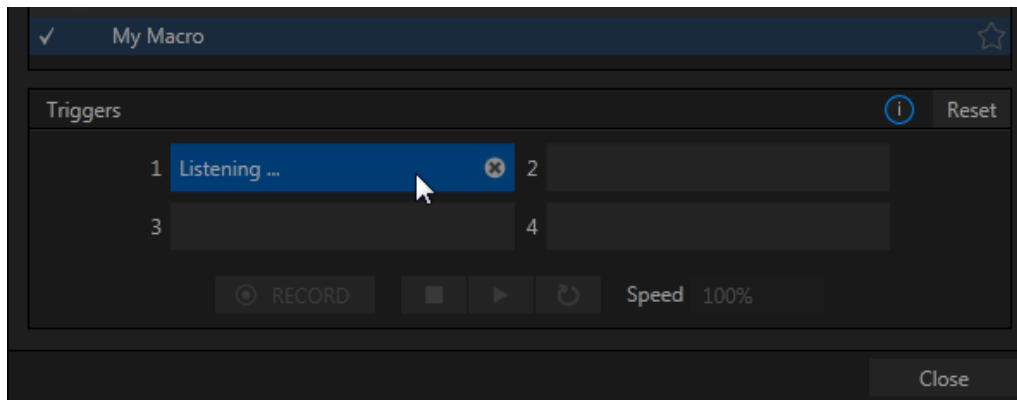 My Macro
Triggers i Reset
1 Listening ... 2
3 4
RECORD Speed 100%
Close